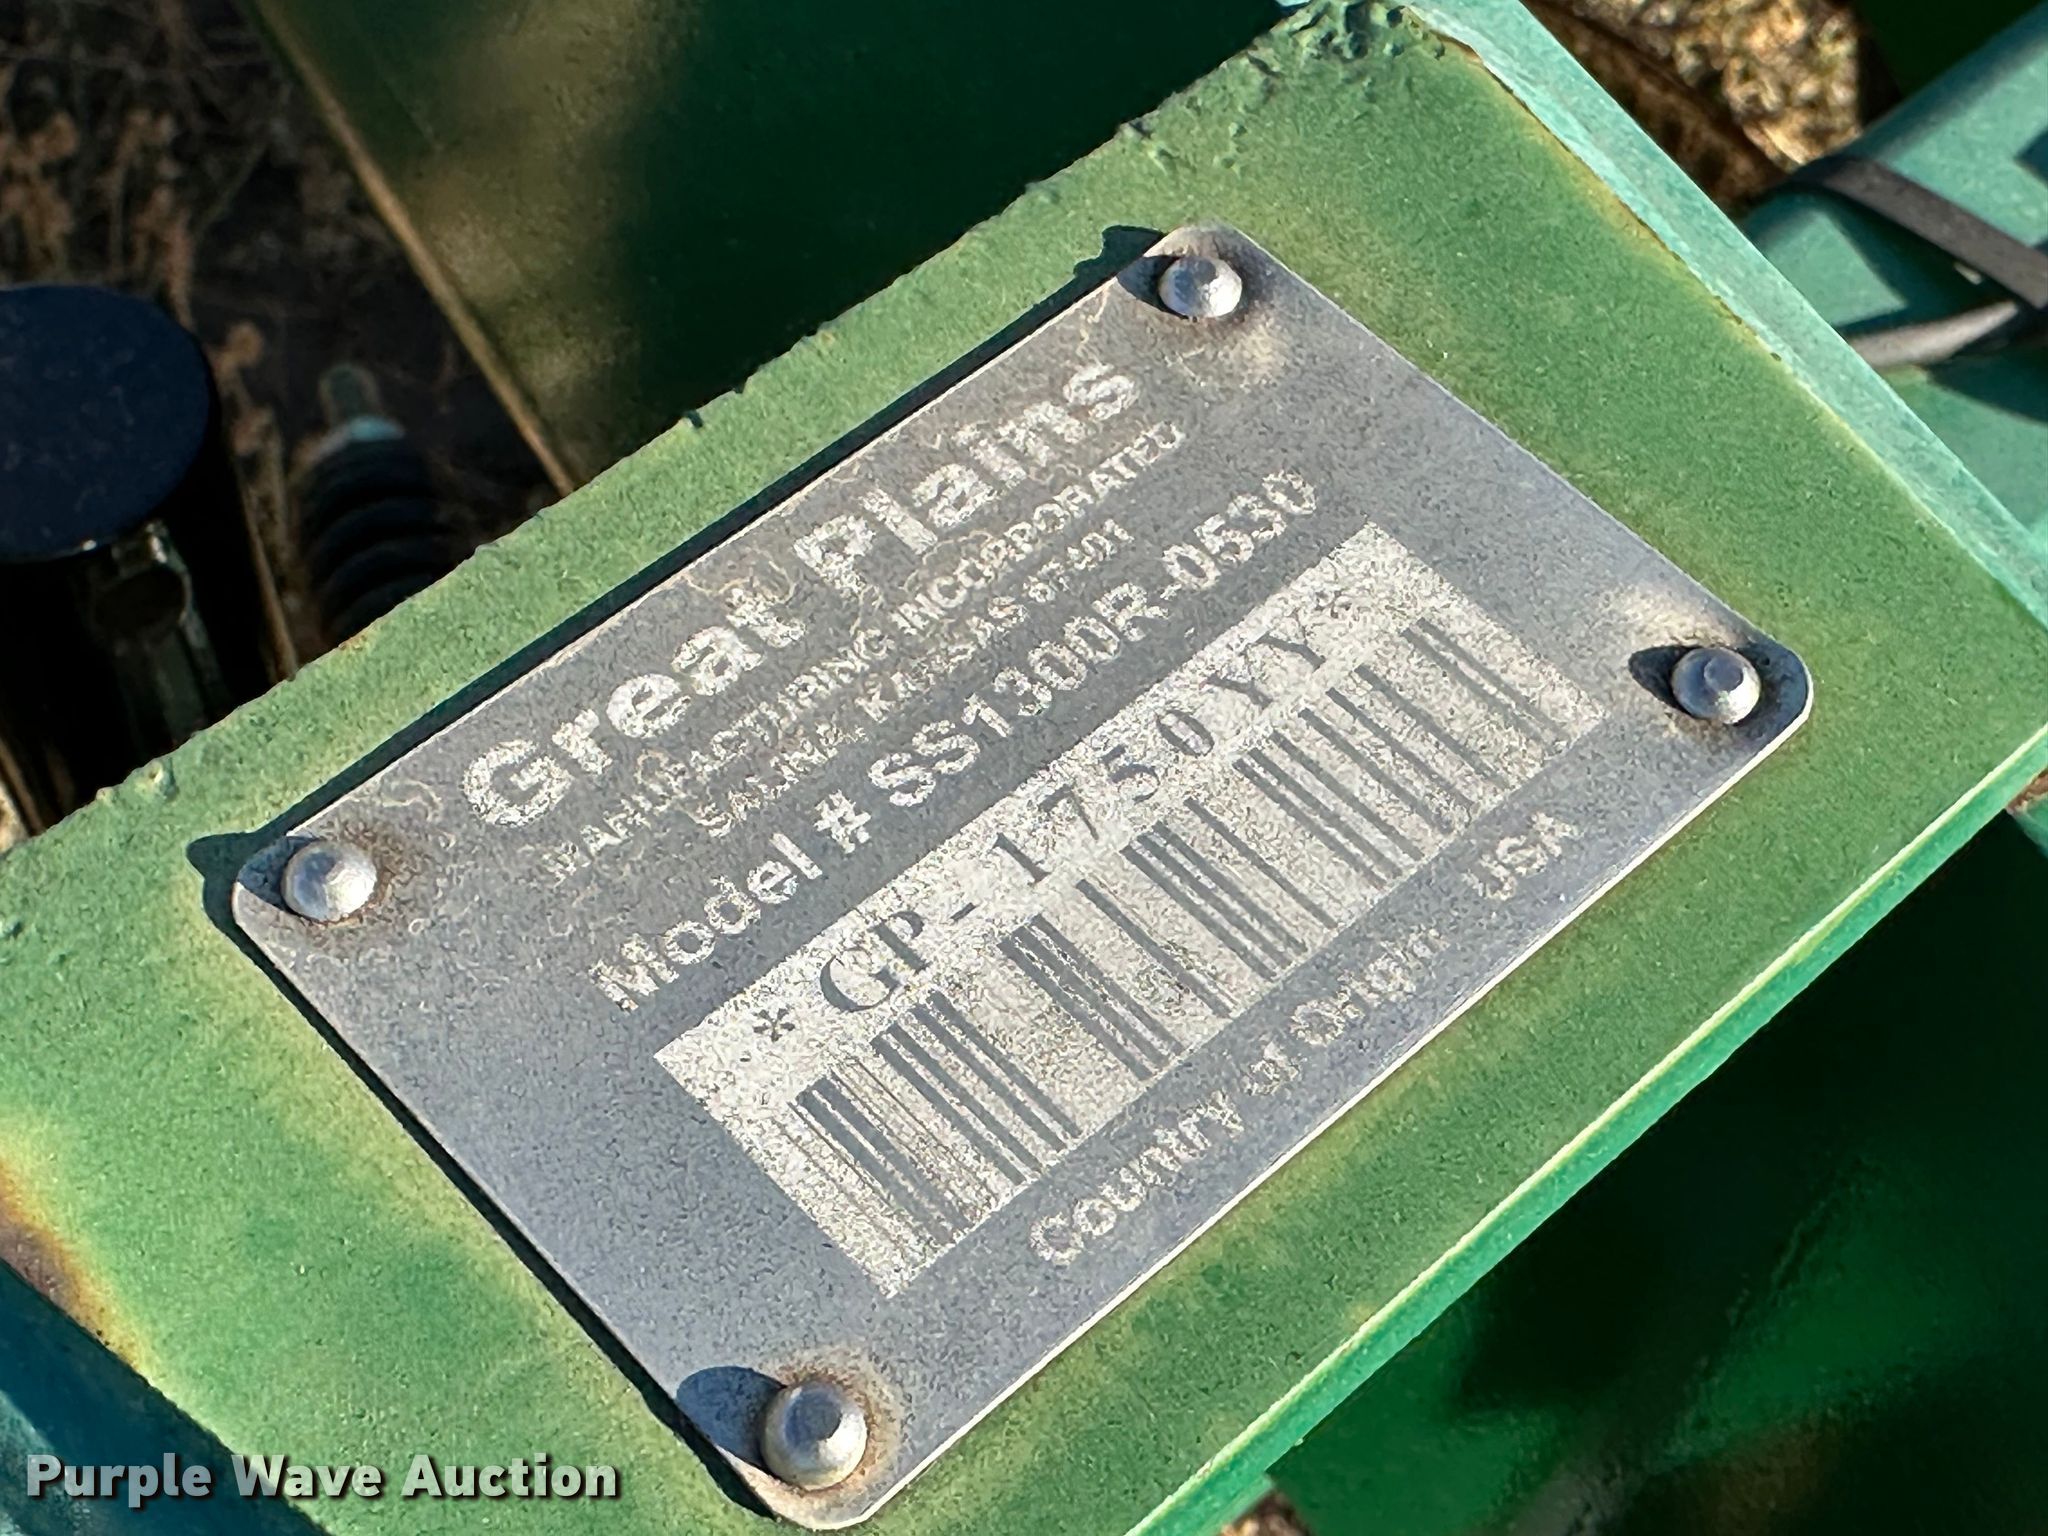 Great Plains
MANUFACTURING INCORPORATED
SALINA, KANSAS 67401
Model # SS1300R-0530
*GP-1750YY
Country of Origin USA
Purple Wave Auction